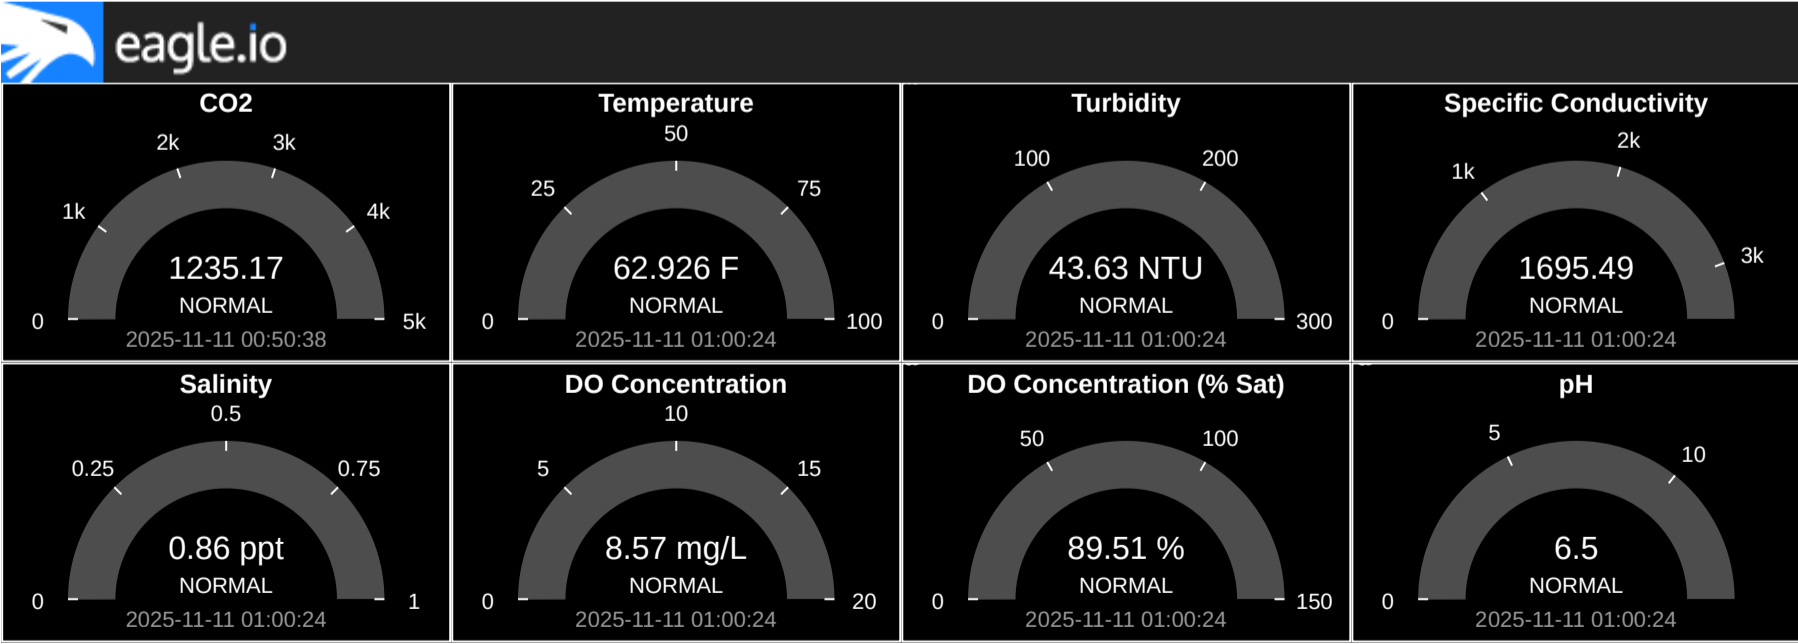 eagle.io
CO2
2k
3k
1k
4k
1235.17
NORMAL
0
5k
2025-11-11 00:50:38
Temperature
50
25
75
62.926 F
NORMAL
0
100
2025-11-11 01:00:24
Turbidity
100
200
43.63 NTU
NORMAL
0
300
2025-11-11 01:00:24
Specific Conductivity
2k
1k
3k
1695.49
NORMAL
0
2025-11-11 01:00:24
Salinity
0.5
0.25
0.75
0.86 ppt
NORMAL
0
1
2025-11-11 01:00:24
DO Concentration
10
5
15
8.57 mg/L
NORMAL
0
20
2025-11-11 01:00:24
DO Concentration (% Sat)
50
100
89.51 %
NORMAL
0
150
2025-11-11 01:00:24
pH
5
10
6.5
NORMAL
0
2025-11-11 01:00:24